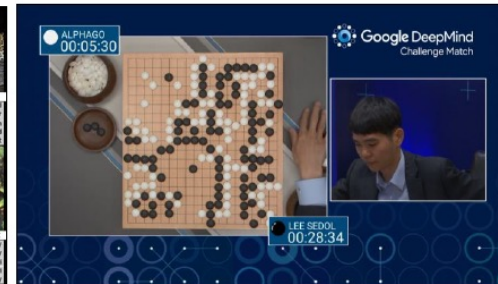 ALPHAGO
00:05:30
Google DeepMind
Challenge Match
LEE SEDOL
00:28:34